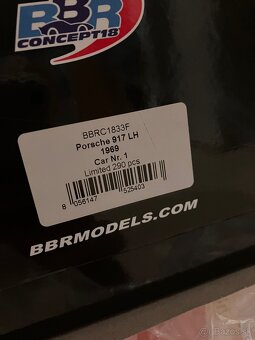 BBR
CONCEPT18
BBRC1833F
Porsche 917 LH
1969
Car Nr. 1
Limited 290 pcs
8 056147 525403
BBRMODELS.COM